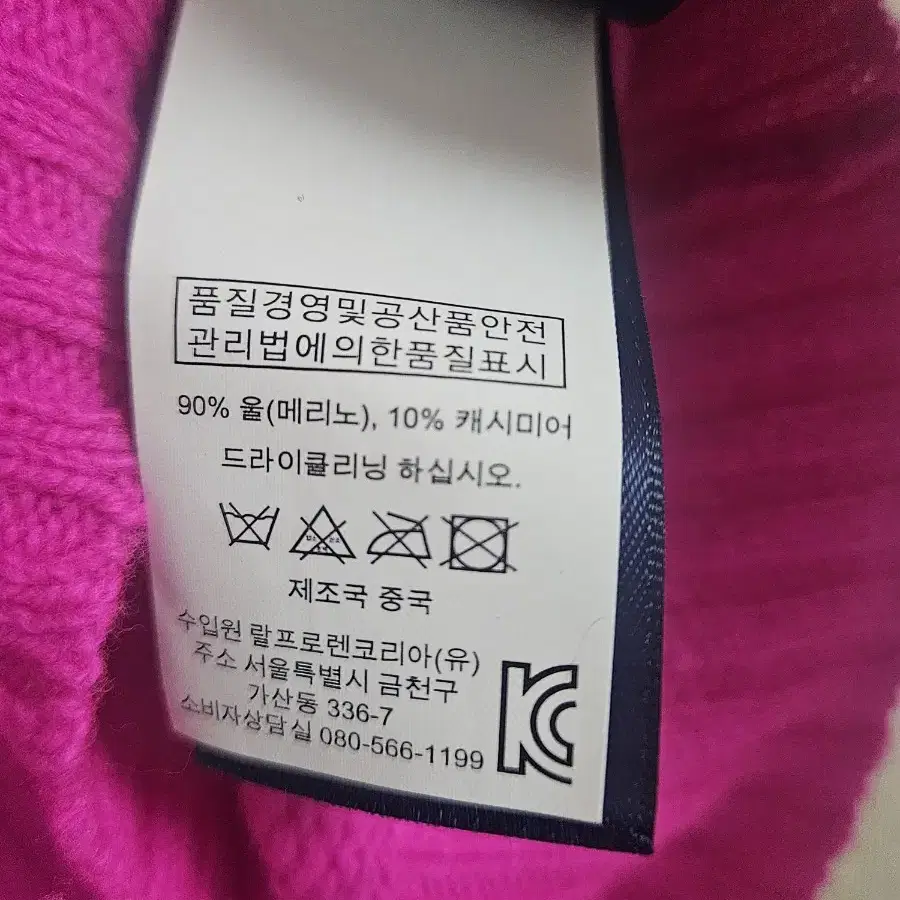 품질경영및공산품안전
관리법에의한품질표시
90% 울(메리노), 10% 캐시미어
드라이클리닝 하십시오.
제조국 중국
수입원 랄프로렌코리아(유)
주소 서울특별시 금천구
가산동 336-7
소비자상담실 080-566-1199
KC